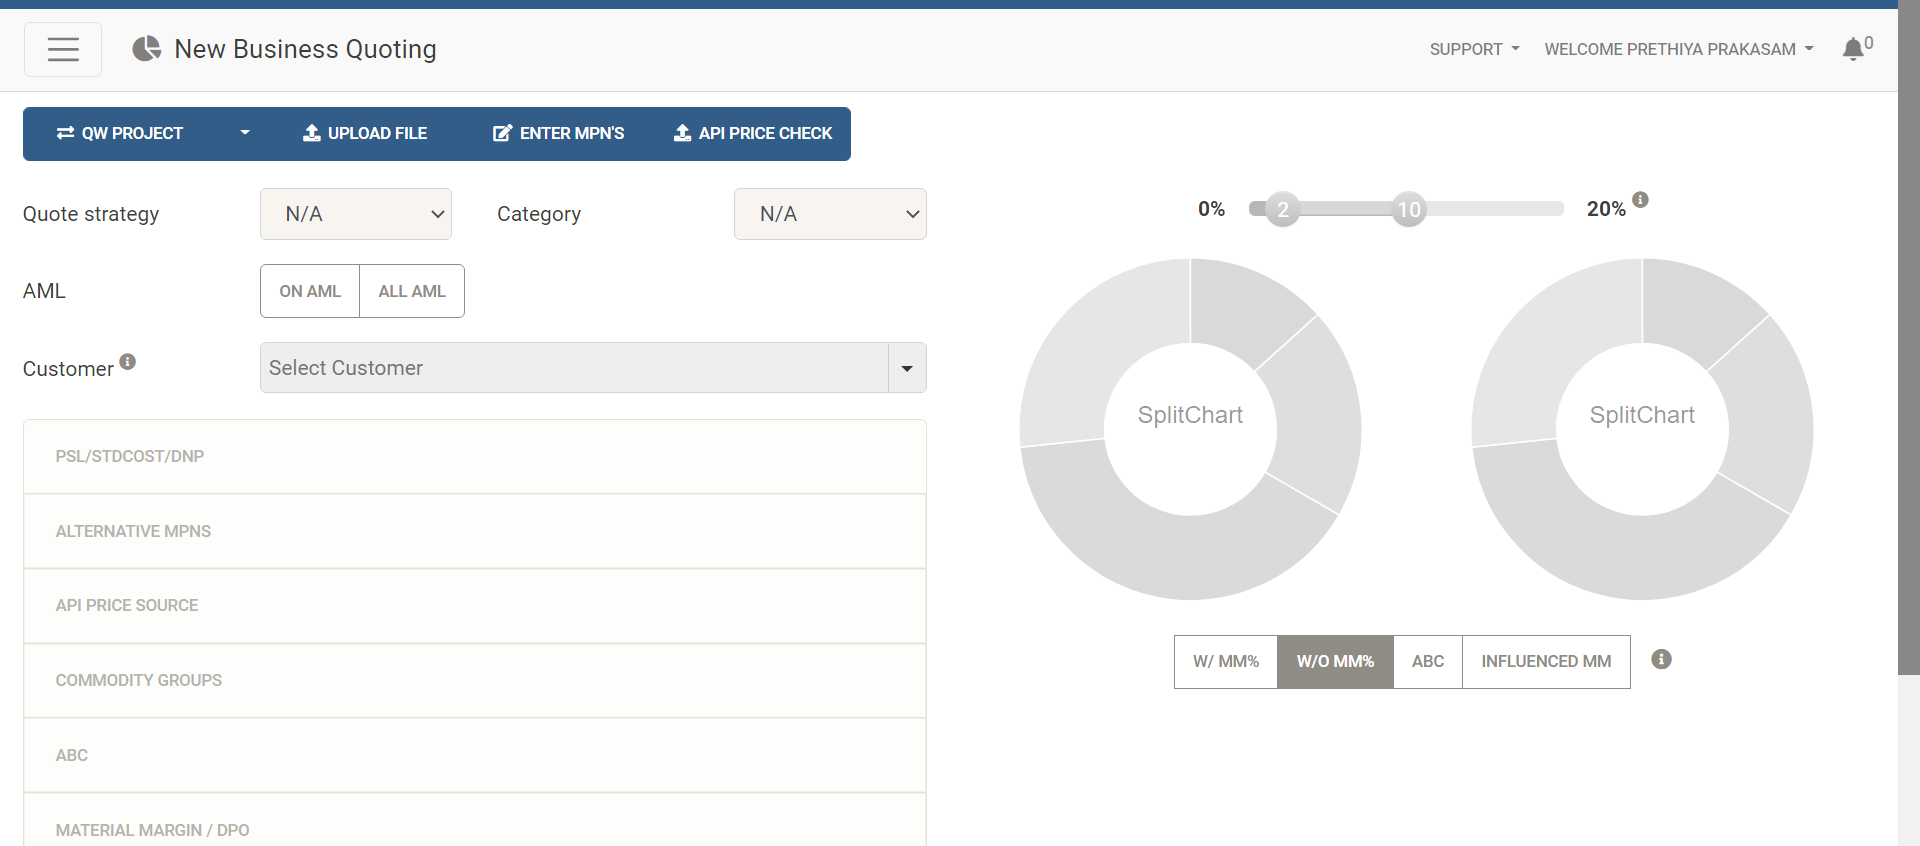 New Business Quoting
SUPPORT
WELCOME PRETHIYA PRAKASAM
0
QW PROJECT
UPLOAD FILE
ENTER MPN'S
API PRICE CHECK
Quote strategy
N/A
Category
N/A
AML
ON AML
ALL AML
Customer
Select Customer
PSL/STDCOST/DNP
ALTERNATIVE MPNS
API PRICE SOURCE
COMMODITY GROUPS
ABC
MATERIAL MARGIN / DPO
0%
2
10
20%
SplitChart
SplitChart
W/ MM%
W/O MM%
ABC
INFLUENCED MM